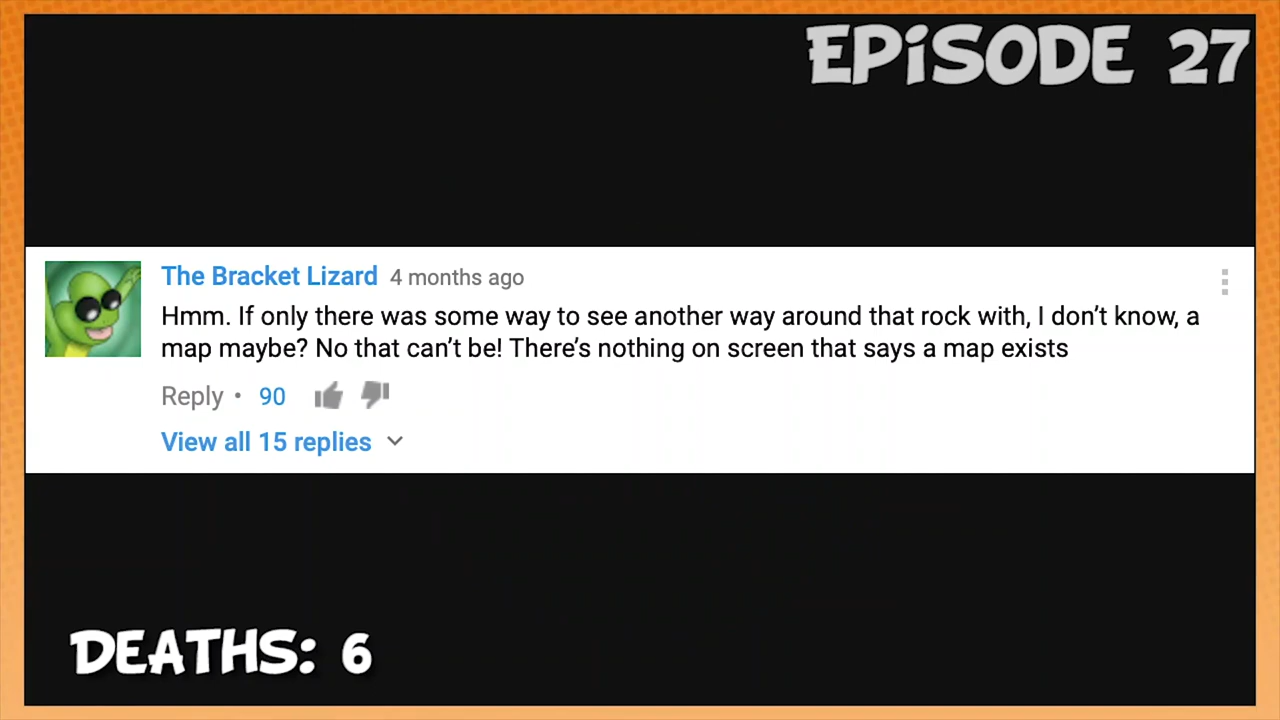 EPiSODE 27
The Bracket Lizard 4 months ago
Hmm. If only there was some way to see another way around that rock with, I don’t know, a
map maybe? No that can’t be! There’s nothing on screen that says a map exists
Reply • 90
View all 15 replies
DEATHS: 6